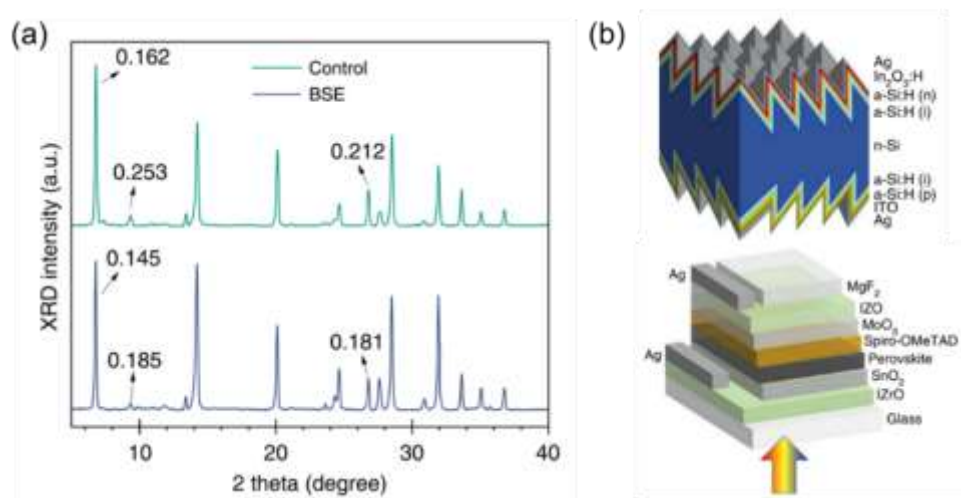 (a)
XRD intensity (a.u.)
0.162
0.253
0.212
Control
BSE
0.145
0.185
0.181
10
20
30
40
2 theta (degree)
(b)
Ag
In₂O₃:H
a-Si:H (n)
a-Si:H (i)
n-Si
a-Si:H (i)
a-Si:H (p)
ITO
Ag
Ag
Ag
MgF₂
IZO
MoOₓ
Spiro-OMeTAD
Perovskite
SnO₂
IZrO
Glass